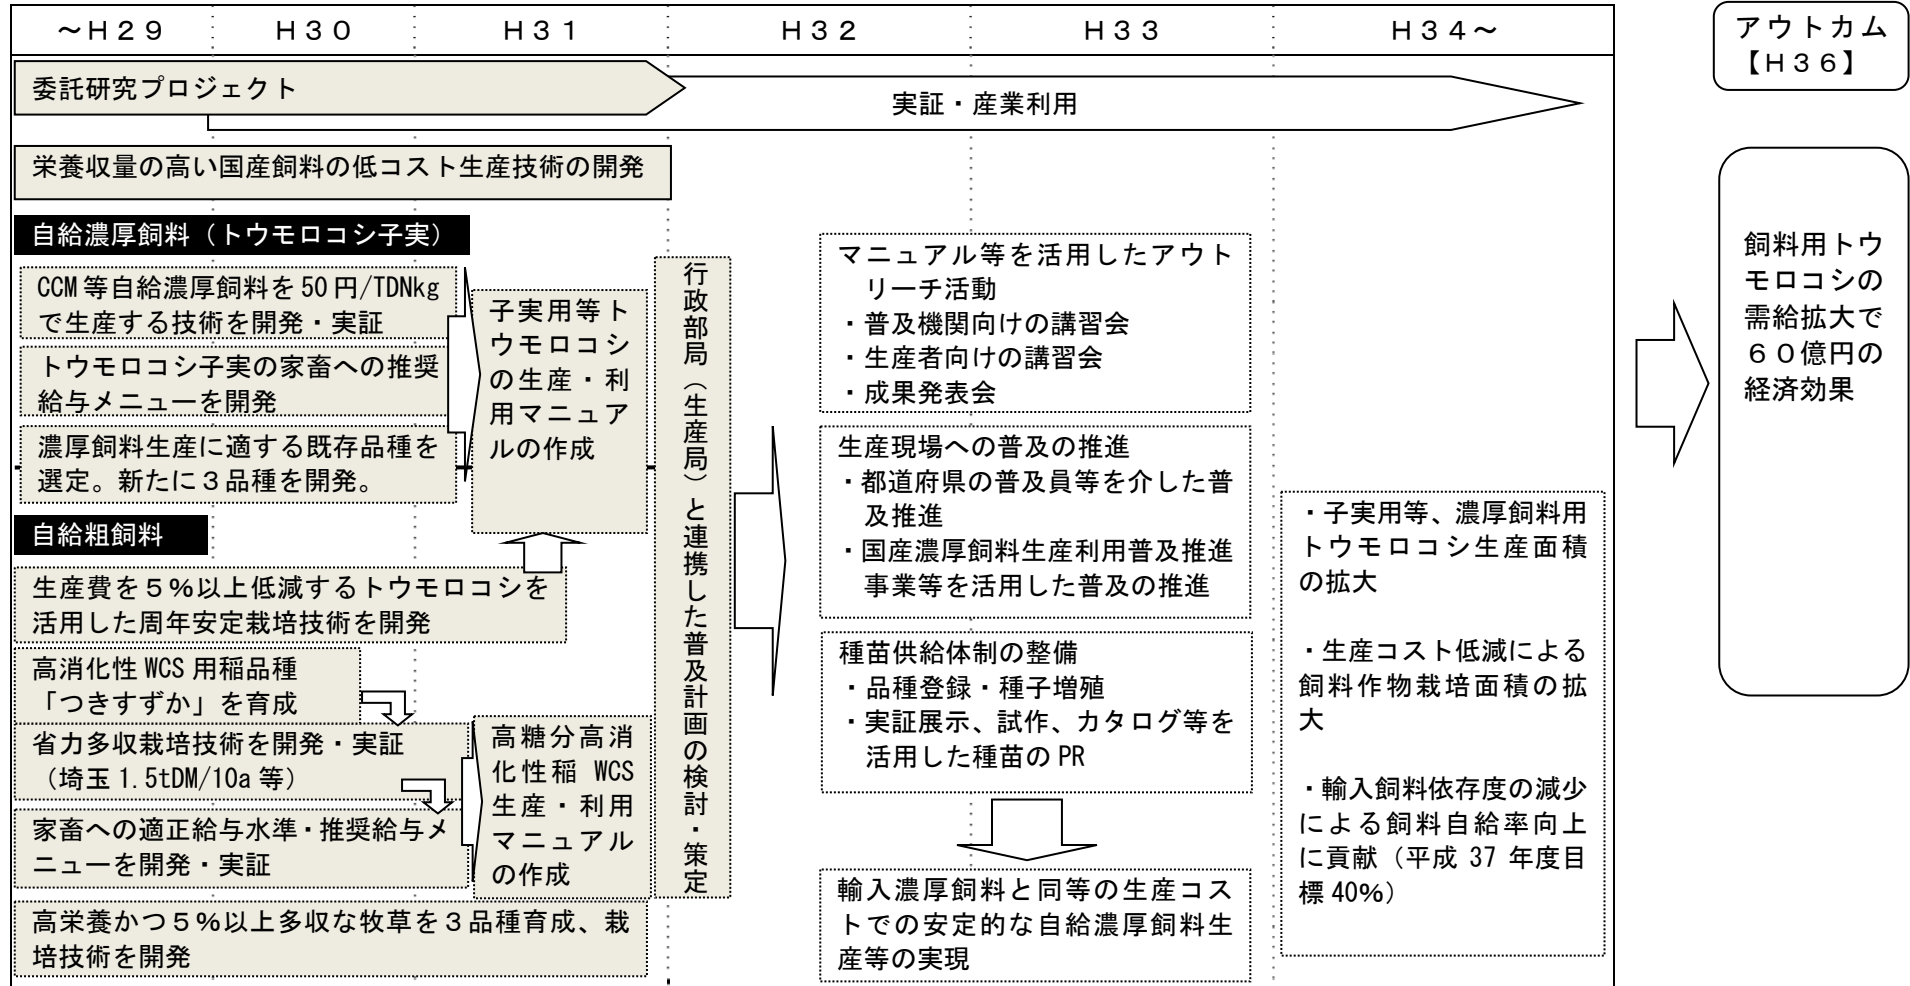 ～Ｈ２９
Ｈ３０
Ｈ３１
Ｈ３２
Ｈ３３
Ｈ３４～
アウトカム
【Ｈ３６】
委託研究プロジェクト
実証・産業利用
栄養収量の高い国産飼料の低コスト生産技術の開発
自給濃厚飼料（トウモロコシ子実）
CCM 等自給濃厚飼料を 50 円/TDNkg
で生産する技術を開発・実証
トウモロコシ子実の家畜への推奨
給与メニューを開発
濃厚飼料生産に適する既存品種を
選定。新たに３品種を開発。
子実用等ト
ウモロコシ
の生産・利
用マニュア
ルの作成
自給粗飼料
生産費を５％以上低減するトウモロコシを
活用した周年安定栽培技術を開発
高消化性 WCS 用稲品種
「つきすずか」を育成
省力多収栽培技術を開発・実証
（埼玉 1.5tDM/10a 等）
家畜への適正給与水準・推奨給与メ
ニューを開発・実証
高糖分高消
化性稲 WCS
生産・利用
マニュアル
の作成
高栄養かつ５％以上多収な牧草を３品種育成、栽
培技術を開発
行政部局（生産局）と連携した普及計画の検討・策定
マニュアル等を活用したアウト
リーチ活動
・普及機関向けの講習会
・生産者向けの講習会
・成果発表会
生産現場への普及の推進
・都道府県の普及員等を介した普
及推進
・国産濃厚飼料生産利用普及推進
事業等を活用した普及の推進
種苗供給体制の整備
・品種登録・種子増殖
・実証展示、試作、カタログ等を
活用した種苗の PR
輸入濃厚飼料と同等の生産コス
トでの安定的な自給濃厚飼料生
産等の実現
・子実用等、濃厚飼料用
トウモロコシ生産面積
の拡大
・生産コスト低減による
飼料作物栽培面積の拡
大
・輸入飼料依存度の減少
による飼料自給率向上
に貢献（平成 37 年度目
標 40%）
飼料用トウ
モロコシの
需給拡大で
６０億円の
経済効果